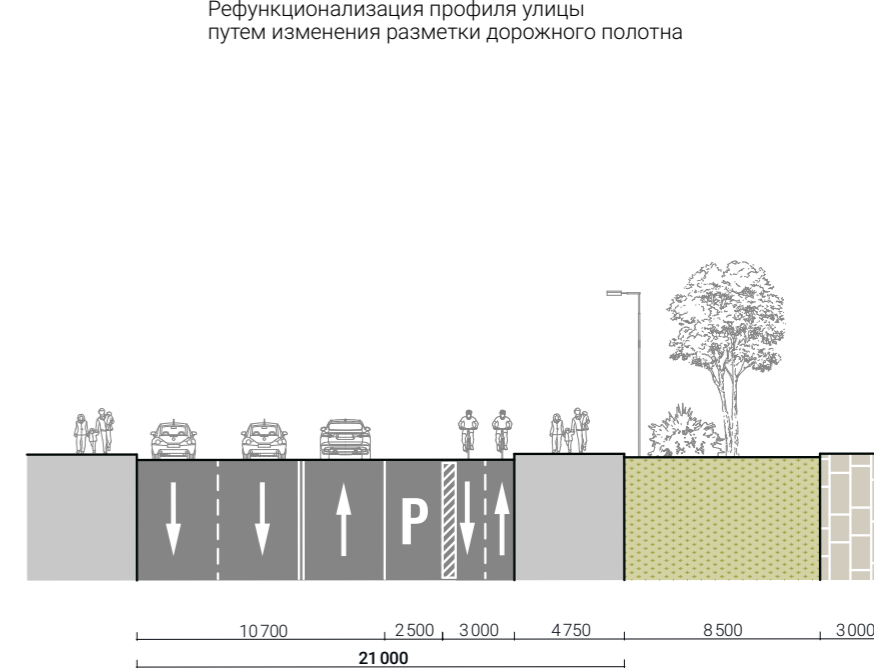 Рефункционализация профиля улицы
путем изменения разметки дорожного полотна
P
10 700 2 500 3 000 4 750 8 500 3 000
21 000